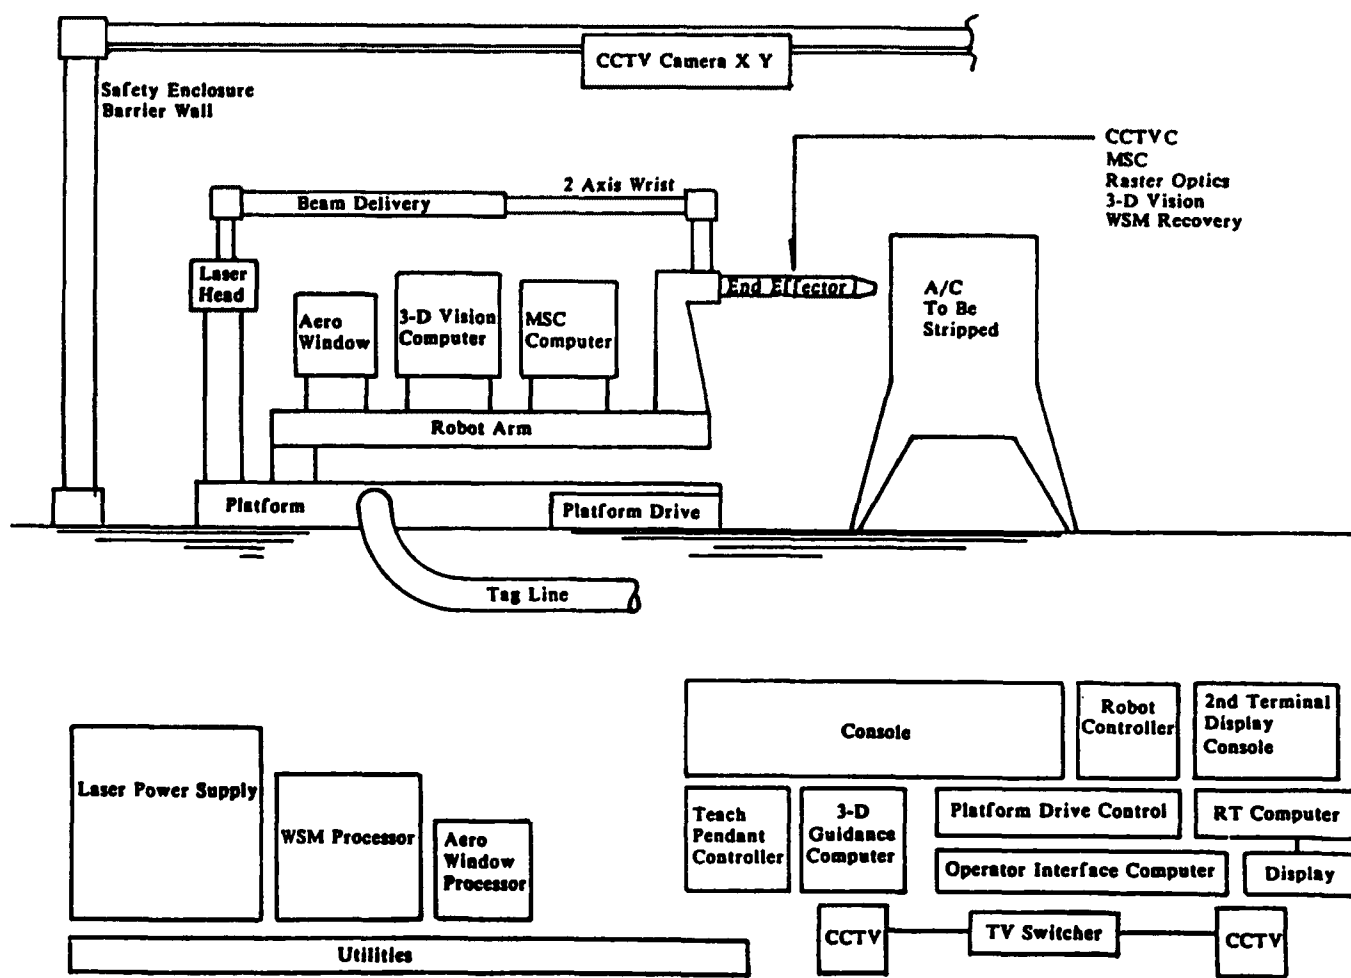 CCTV Camera X Y
Safety Enclosure
Barrier Wall
CCTVC
MSC
Raster Optics
3-D Vision
WSM Recovery
2 Axis Wrist
Beam Delivery
Laser
Head
End Effector
A/C
To Be
Stripped
Aero
Window
3-D Vision
Computer
MSC
Computer
Robot Arm
Platform
Platform Drive
Tag Line
Console
Robot
Controller
2nd Terminal
Display
Console
Laser Power Supply
WSM Processor
Aero
Window
Processor
Teach
Pendant
Controller
3-D
Guidance
Computer
Platform Drive Control
RT Computer
Operator Interface Computer
Display
CCTV
TV Switcher
CCTV
Utilities